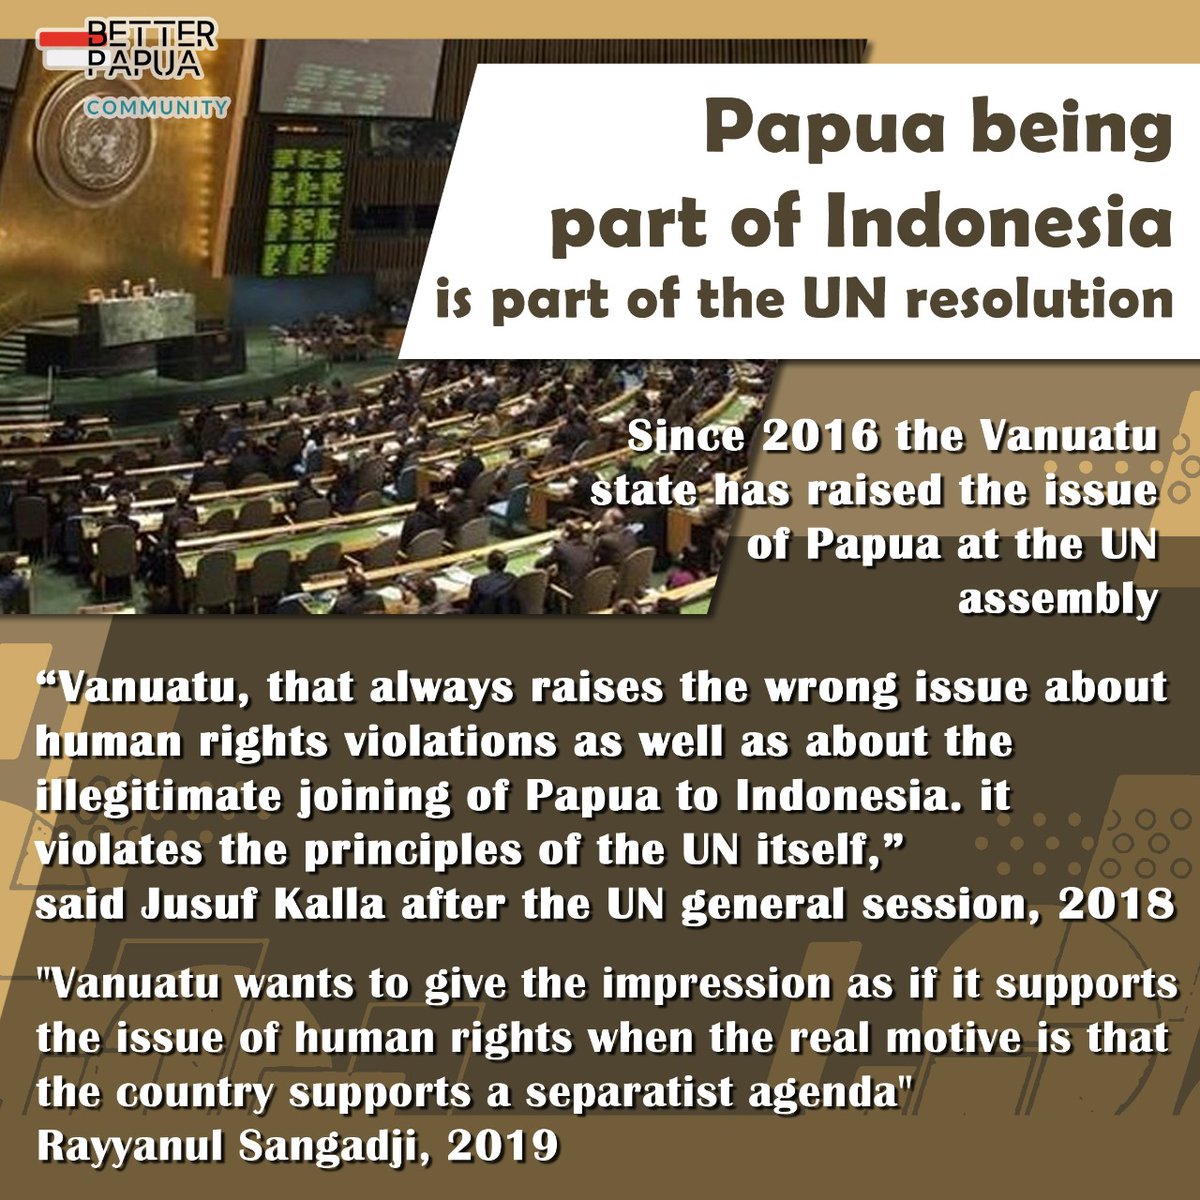 BETTER
PAPUA
COMMUNITY
Papua being
part of Indonesia
is part of the UN resolution
Since 2016 the Vanuatu
state has raised the issue
of Papua at the UN
assembly
“Vanuatu, that always raises the wrong issue about
human rights violations as well as about the
illegitimate joining of Papua to Indonesia. it
violates the principles of the UN itself,”
said Jusuf Kalla after the UN general session, 2018
"Vanuatu wants to give the impression as if it supports
the issue of human rights when the real motive is that
the country supports a separatist agenda"
Rayyanul Sangadji, 2019